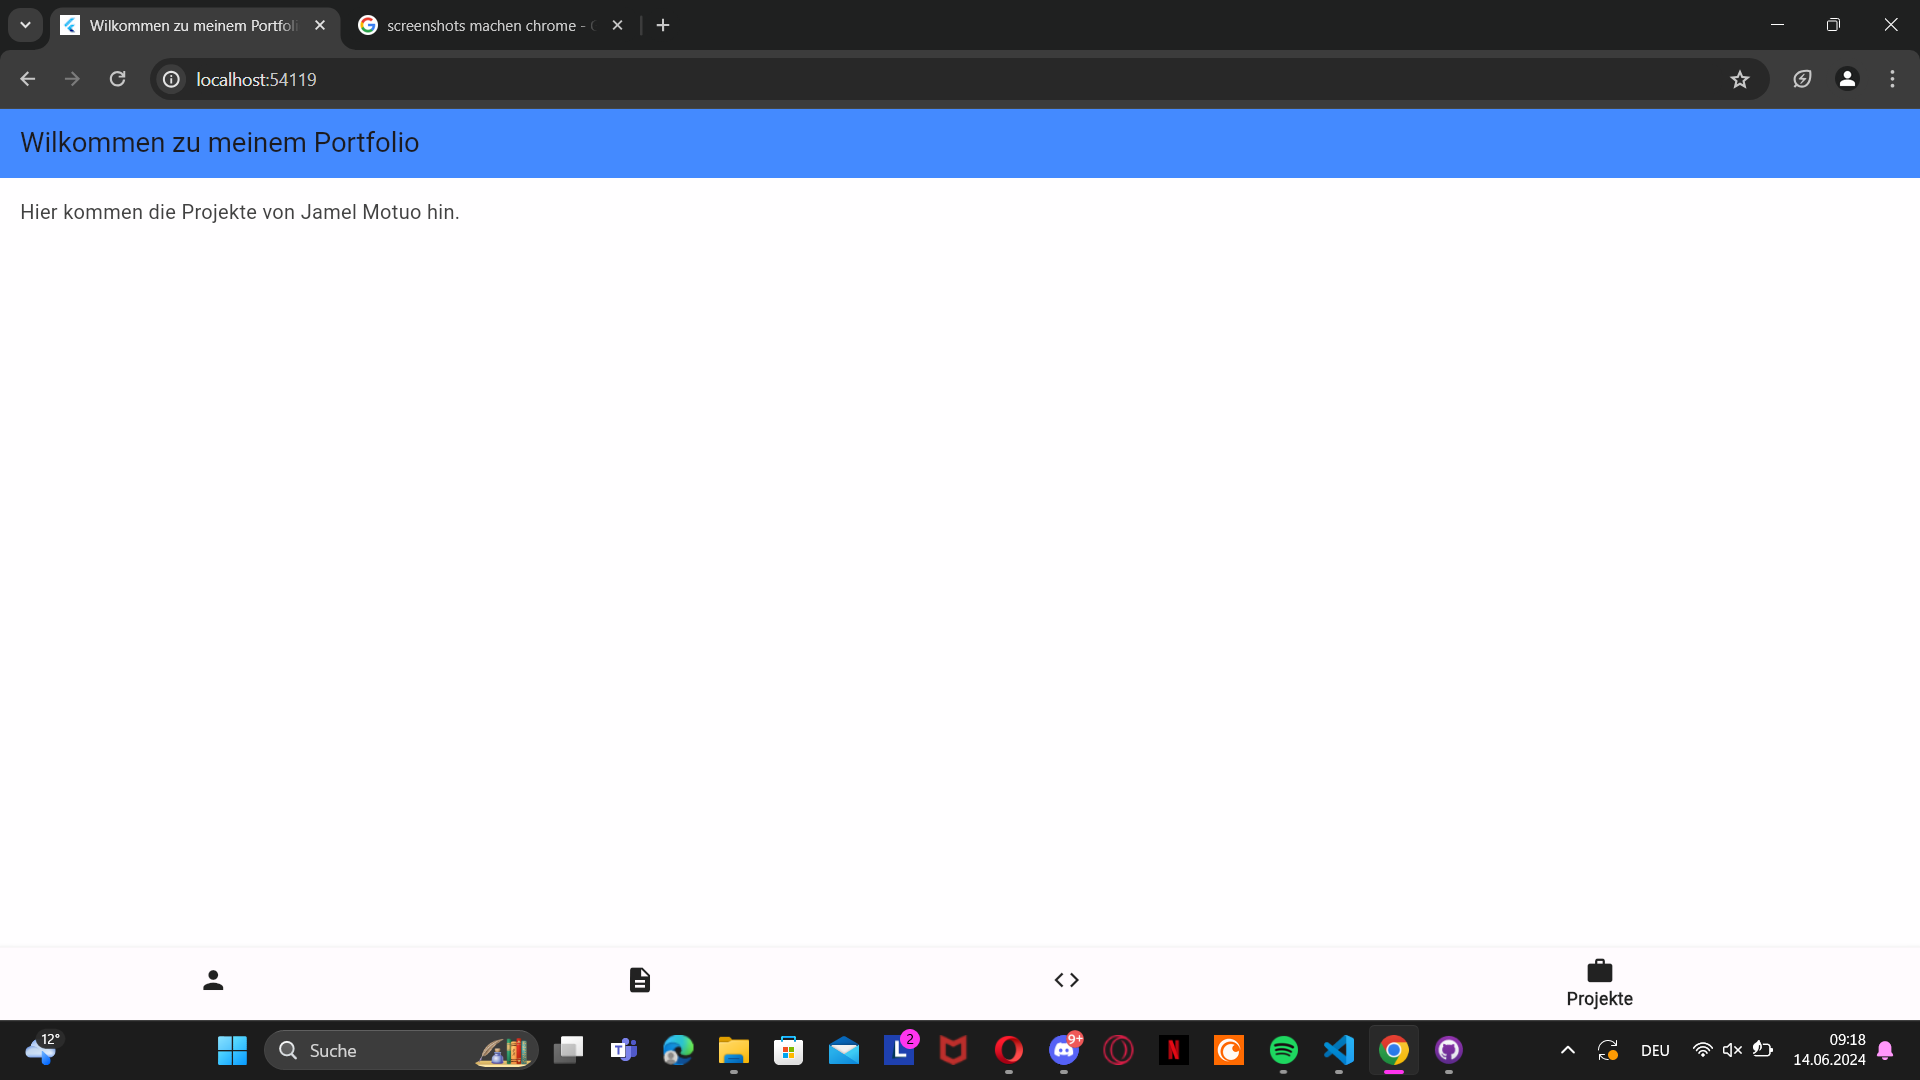 Wilkommen zu meinem Portfoli
screenshots machen chrome -
localhost:54119
Wilkommen zu meinem Portfolio
Hier kommen die Projekte von Jamel Motuo hin.
Projekte
12°
Suche
T
L
2
9+
N
DEU
09:18
14.06.2024